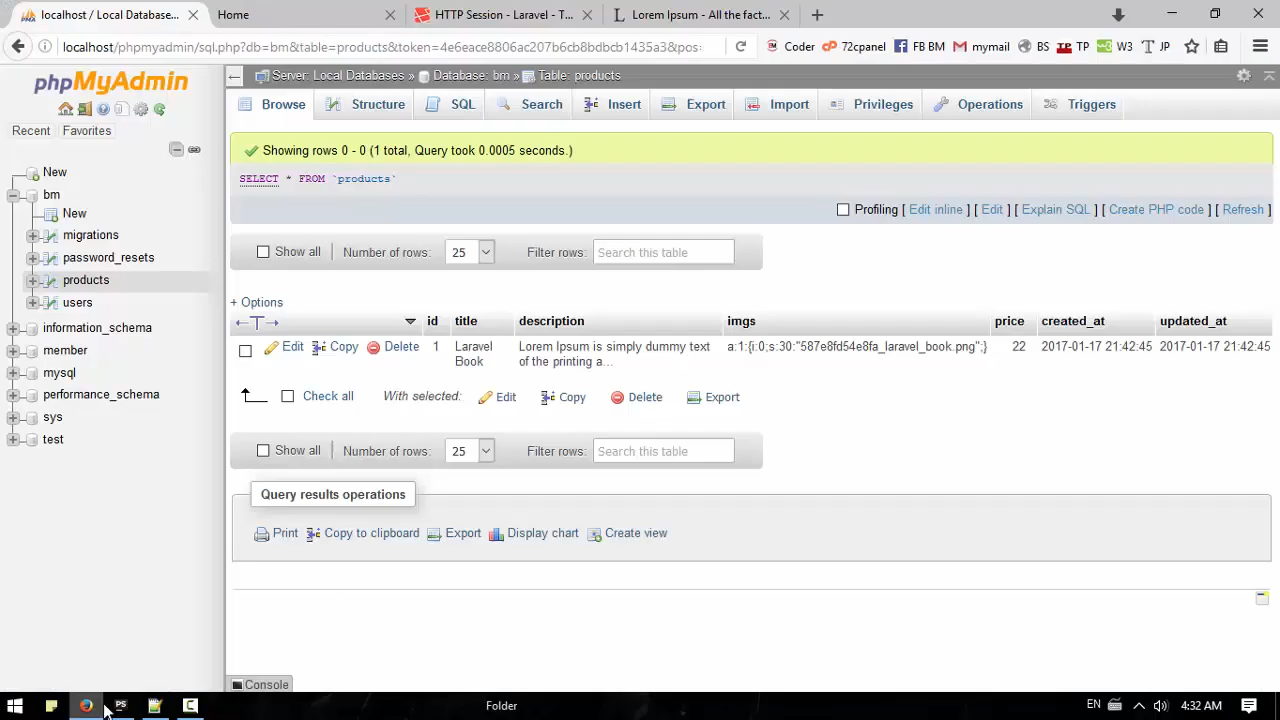 localhost / Local Database...
Home
HTTP Session - Laravel - T...
Lorem Ipsum - All the fact...
localhost/phpmyadmin/sql.php?db=bm&table=products&token=4e6eace8806ac207b6cb8bdbcb1435a3&pos=
Coder
72cpanel
FB BM
mymail
BS
TP
W3
JP
phpMyAdmin
Recent
Favorites
New
bm
New
migrations
password_resets
products
users
information_schema
member
mysql
performance_schema
sys
test
Server: Local Databases » Database: bm » Table: products
Browse
Structure
SQL
Search
Insert
Export
Import
Privileges
Operations
Triggers
Showing rows 0 - 0 (1 total, Query took 0.0005 seconds.)
SELECT * FROM `products`
Profiling [ Edit inline ] [ Edit ] [ Explain SQL ] [ Create PHP code ] [ Refresh ]
Show all
Number of rows: 25
Filter rows: Search this table
+ Options
id title description imgs price created_at updated_at
Edit Copy Delete 1 Laravel Book Lorem Ipsum is simply dummy text of the printing a... a:1:{i:0;s:30:"587e8fd54e8fa_laravel_book.png";} 22 2017-01-17 21:42:45 2017-01-17 21:42:45
Check all With selected: Edit Copy Delete Export
Show all
Number of rows: 25
Filter rows: Search this table
Query results operations
Print Copy to clipboard Export Display chart Create view
Console
Folder
EN
4:32 AM